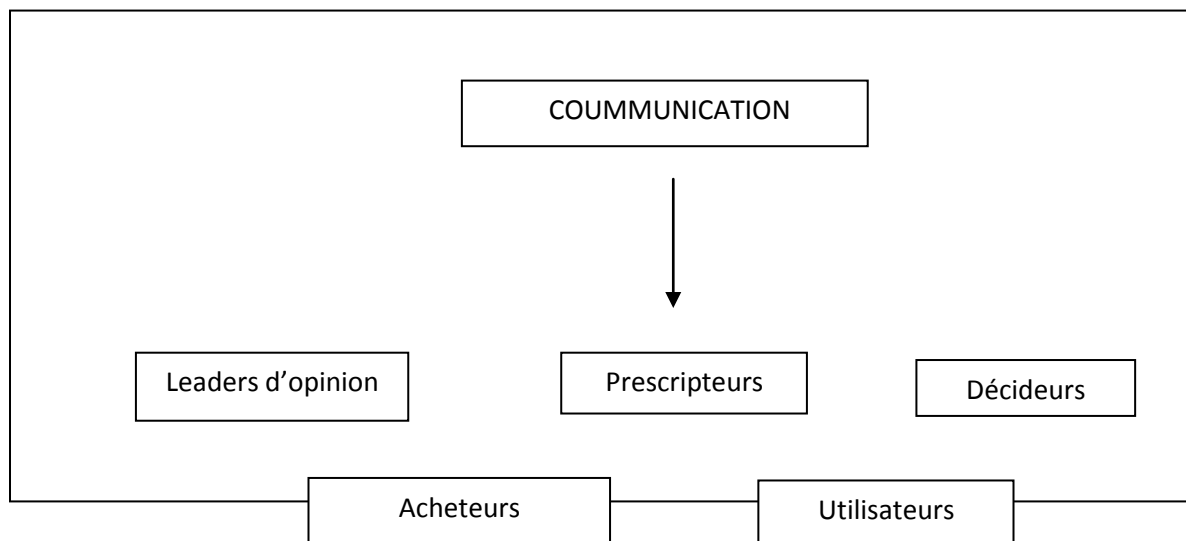 COUMMUNICATION
Leaders d’opinion
Prescripteurs
Décideurs
Acheteurs
Utilisateurs